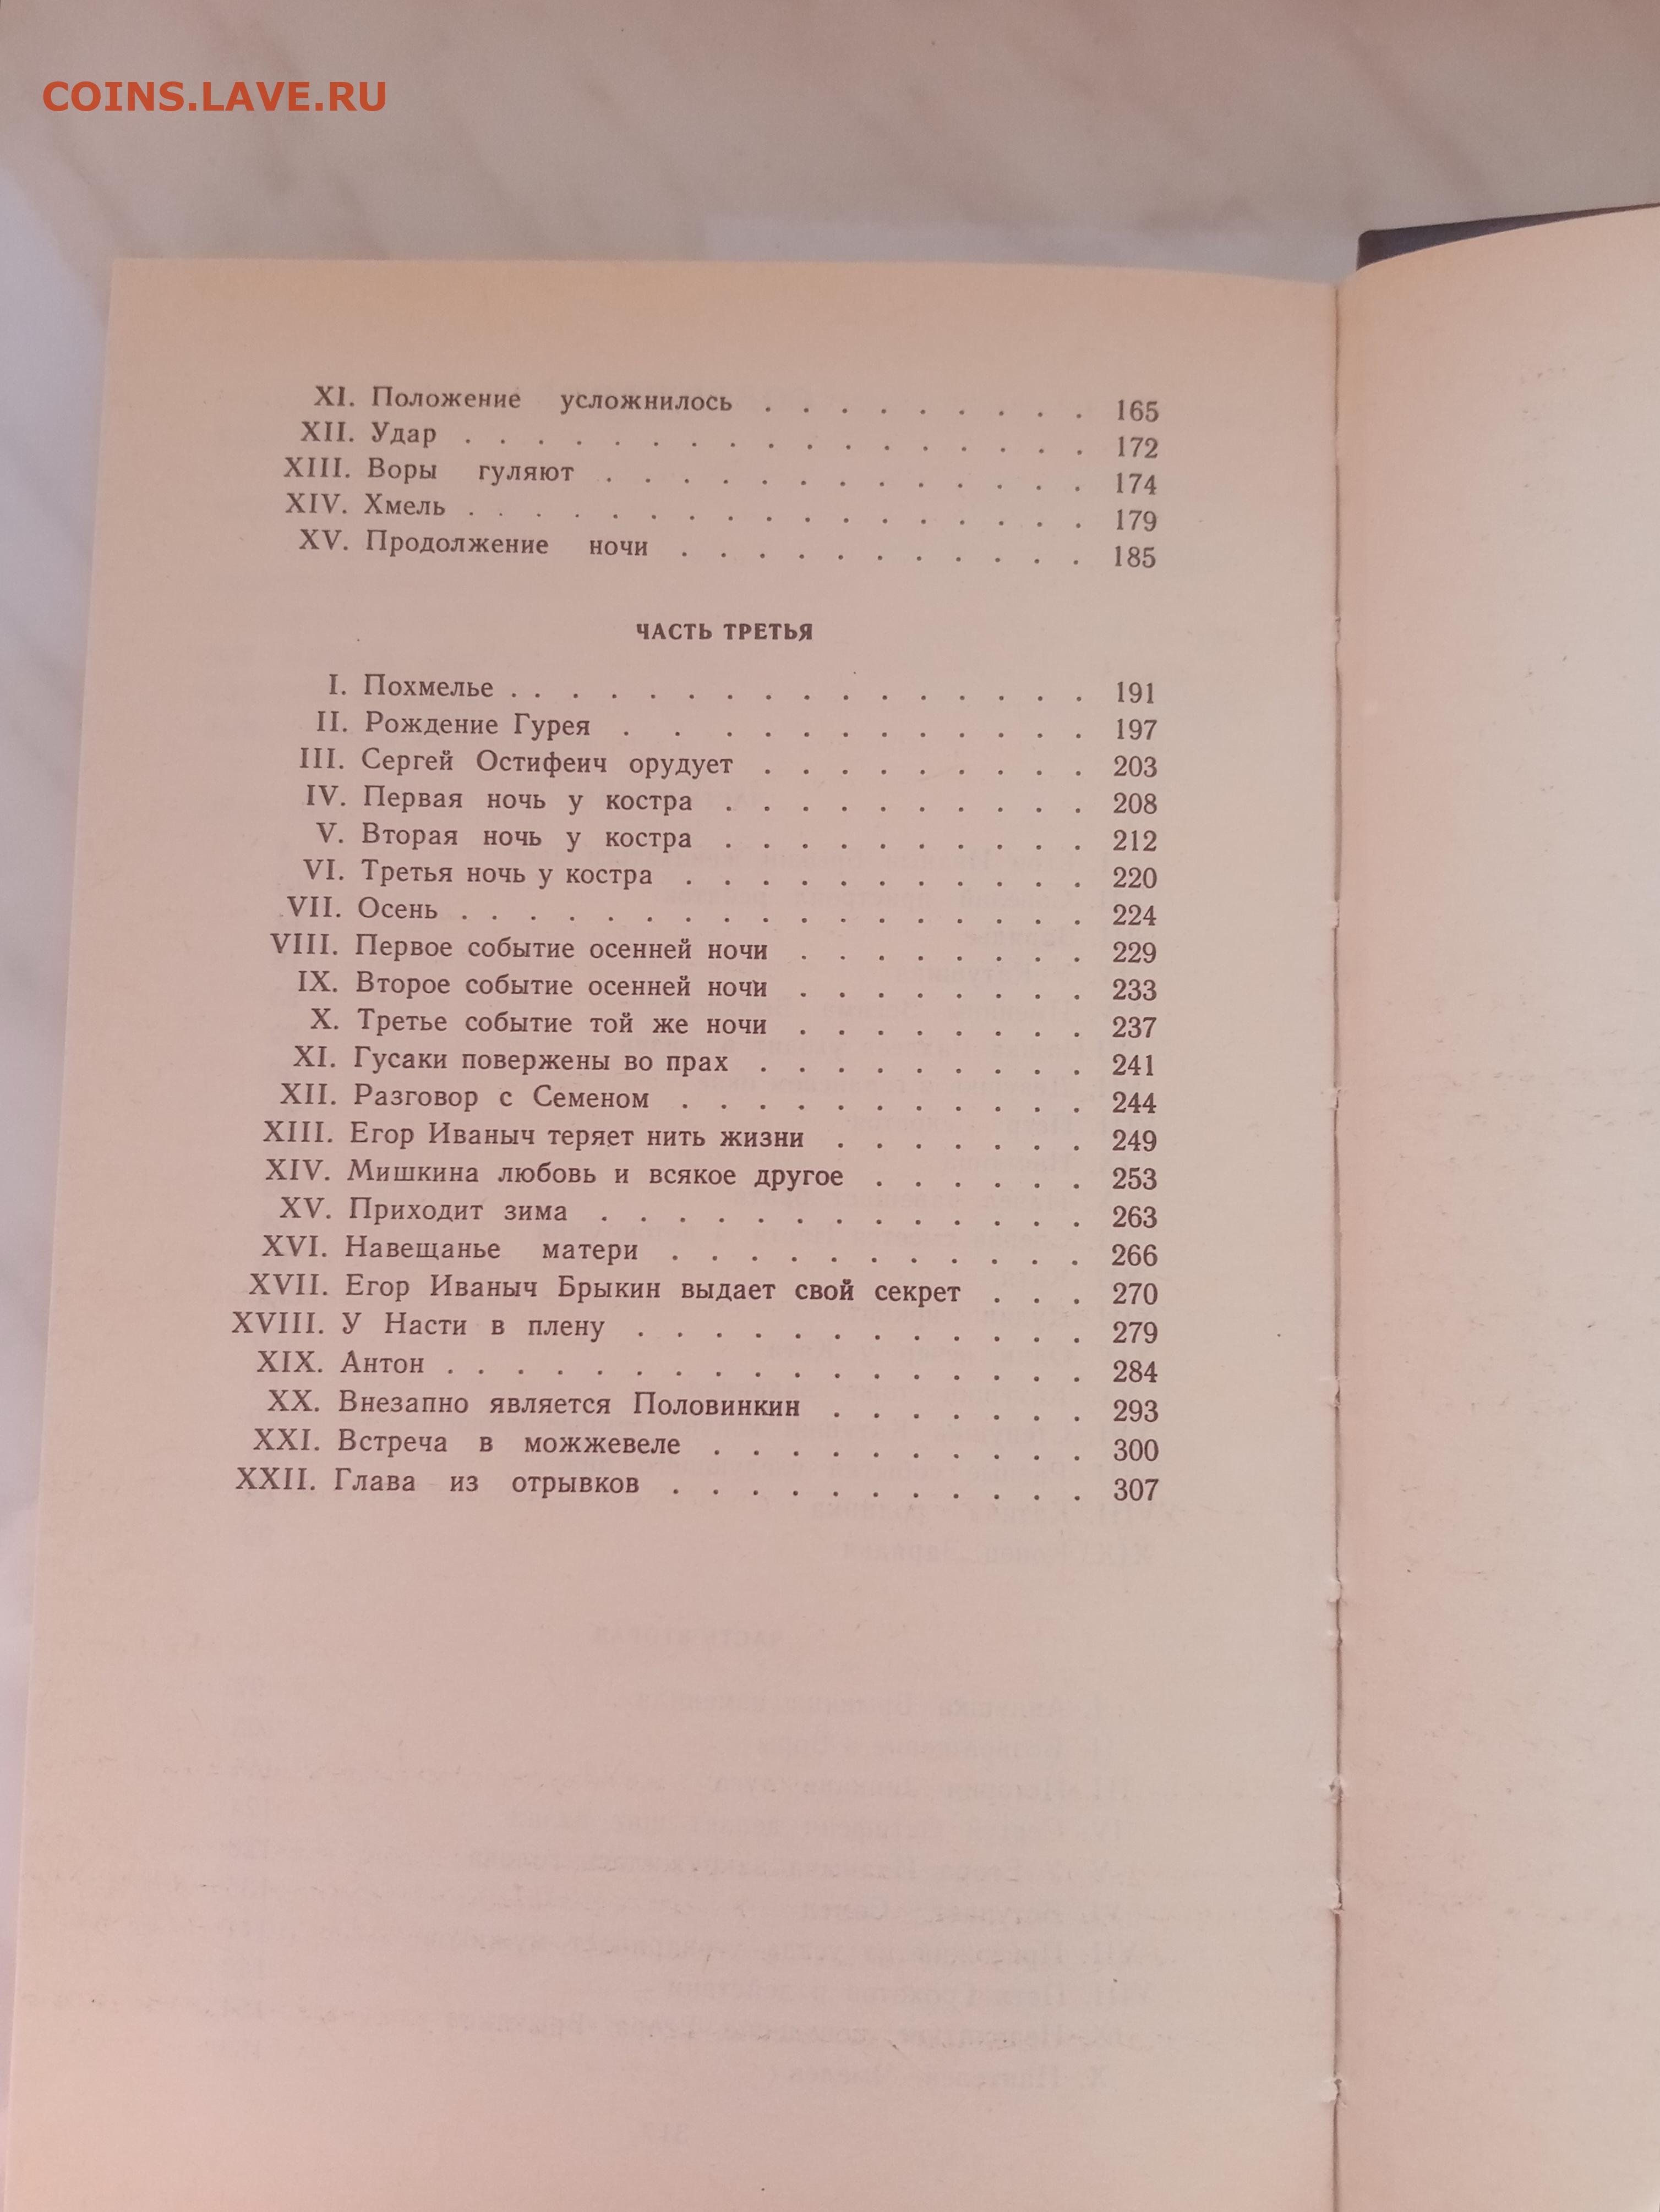 COINS.LAVE.RU
XI. Положение усложнилось . . . . . . . . . 165
XII. Удар . . . . . . . . . . . . . . . . . 172
XIII. Воры гуляют . . . . . . . . . . . . . 174
XIV. Хмель . . . . . . . . . . . . . . . . . 179
XV. Продолжение ночи . . . . . . . . . . . 185
ЧАСТЬ ТРЕТЬЯ
I. Похмелье . . . . . . . . . . . . . . . . 191
II. Рождение Гурея . . . . . . . . . . . . 197
III. Сергей Остифеич орудует . . . . . . . . . 203
IV. Первая ночь у костра . . . . . . . . . . 208
V. Вторая ночь у костра . . . . . . . . . . 212
VI. Третья ночь у костра . . . . . . . . . . . 220
VII. Осень . . . . . . . . . . . . . . . . . 224
VIII. Первое событие осенней ночи . . . . . . . . 229
IX. Второе событие осенней ночи . . . . . . . . 233
X. Третье событие той же ночи . . . . . . . . 237
XI. Гусаки повержены во прах . . . . . . . . . 241
XII. Разговор с Семеном . . . . . . . . . . . 244
XIII. Егор Иваныч теряет нить жизни . . . . . . . 249
XIV. Мишкина любовь и всякое другое . . . . . . 253
XV. Приходит зима . . . . . . . . . . . . . 263
XVI. Навещанье матери . . . . . . . . . . . 266
XVII. Егор Иваныч Брыкин выдает свой секрет . . . 270
XVIII. У Насти в плену . . . . . . . . . . . . 279
XIX. Антон . . . . . . . . . . . . . . . . . 284
XX. Внезапно является Половинкин . . . . . . . 293
XXI. Встреча в можжевеле . . . . . . . . . . 300
XXII. Глава из отрывков . . . . . . . . . . . 307